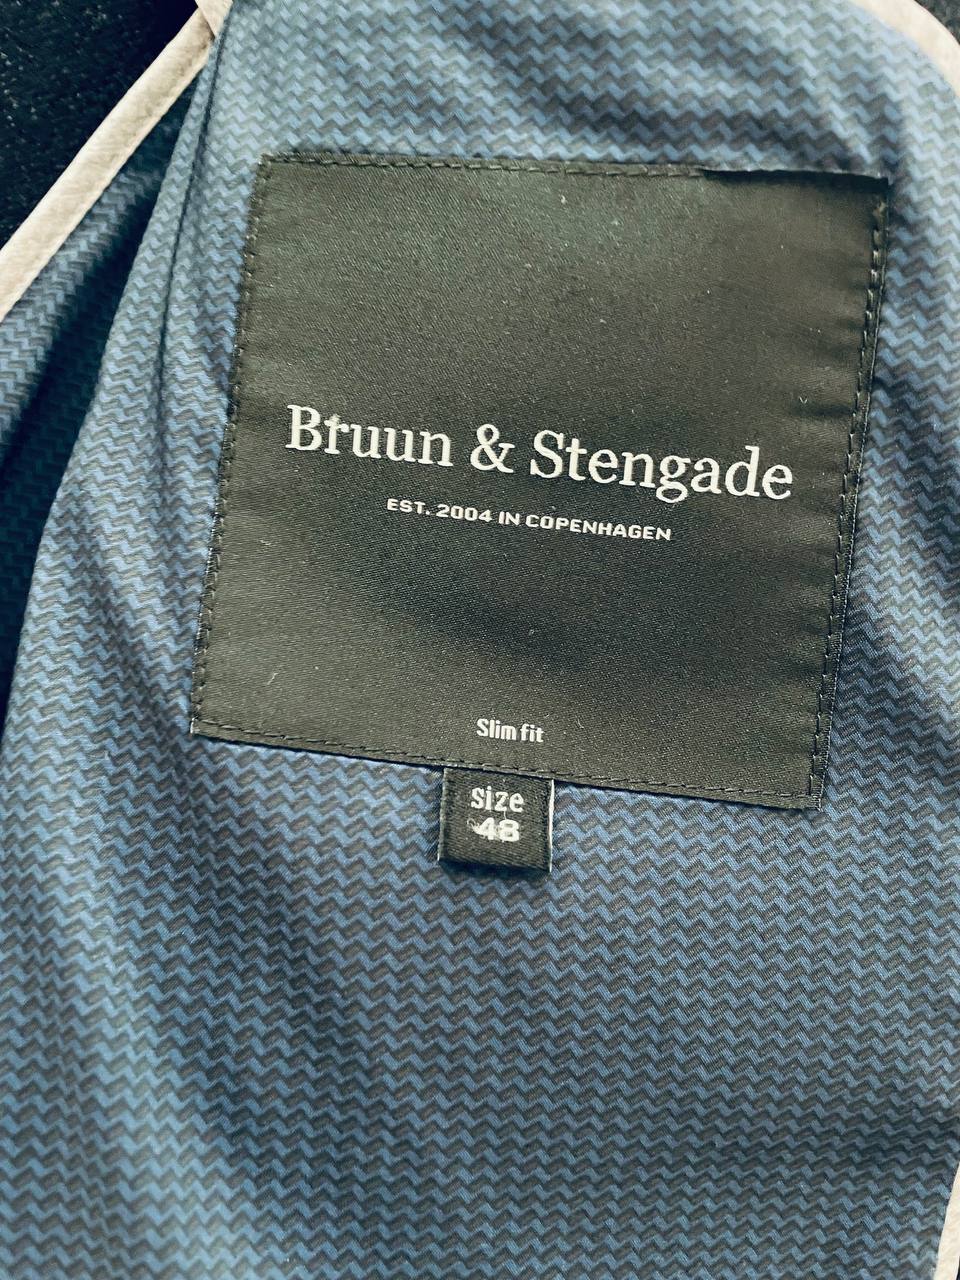 Bruun & Stengade
EST. 2004 IN COPENHAGEN
Slim fit
size
48